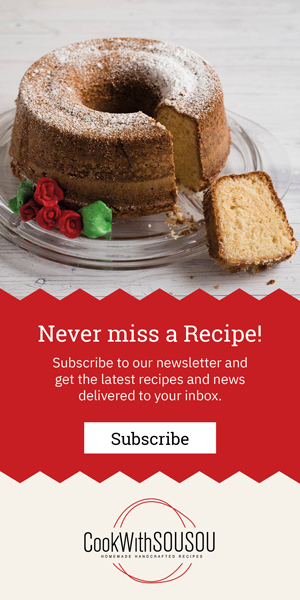 Never miss a Recipe!
Subscribe to our newsletter and
get the latest recipes and news
delivered to your inbox.
Subscribe
CookWithSOUSOU
HOMEMADE HANDCRAFTED RECIPES